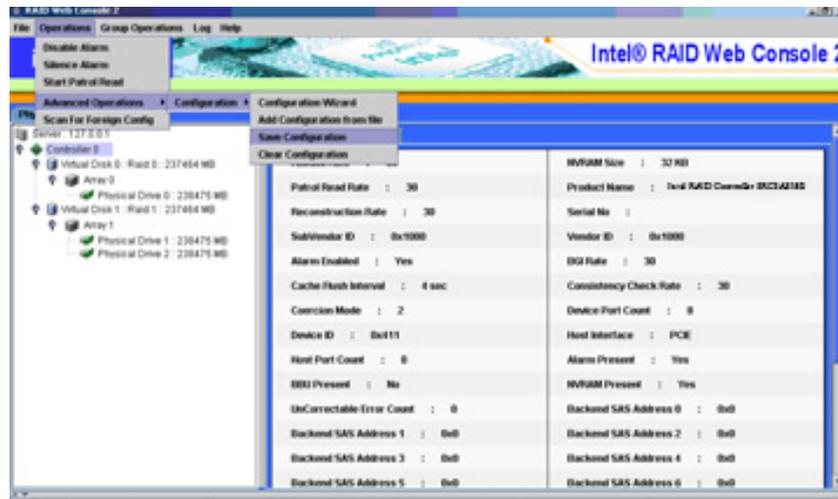 RAID Web Console 2
File Operations Group Operations Log Help
Disable Alarm
Silence Alarm
Start Patrol Read
Advanced Operations
Scan For Foreign Config
Configuration
Configuration Wizard
Add Configuration from file
Save Configuration
Clear Configuration
Intel® RAID Web Console 2
Server : 127.0.0.1
Controller 0
Virtual Disk 0 : Raid 0 : 237464 MB
Array 0
Physical Drive 0 : 238475 MB
Virtual Disk 1 : Raid 1 : 237464 MB
Array 1
Physical Drive 1 : 238475 MB
Physical Drive 2 : 238475 MB
NVRAM Size : 32 KB
Patrol Read Rate : 30
Product Name : Intel RAID Controller
Reconstruction Rate : 30
Serial No :
SubVendor ID : 0x1000
Vendor ID : 0x1000
Alarm Enabled : Yes
BGI Rate : 30
Cache Flush Interval : 4 sec
Consistency Check Rate : 30
Coercion Mode : 2
Device Port Count : 8
Device ID : 0x411
Host Interface : PCIE
Host Port Count : 0
Alarm Present : Yes
BBU Present : No
NVRAM Present : Yes
UnCorrectable Error Count : 0
Backend SAS Address 0 : 0x0
Backend SAS Address 1 : 0x0
Backend SAS Address 2 : 0x0
Backend SAS Address 3 : 0x0
Backend SAS Address 4 : 0x0
Backend SAS Address 5 : 0x0
Backend SAS Address 6 : 0x0